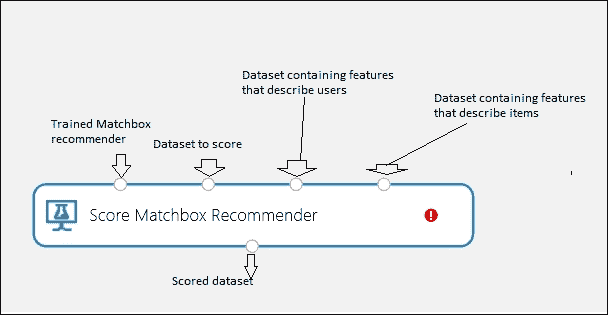 Dataset containing features
that describe users
Dataset containing features
that describe items
Trained Matchbox
recommender
Dataset to score
Score Matchbox Recommender
Scored dataset